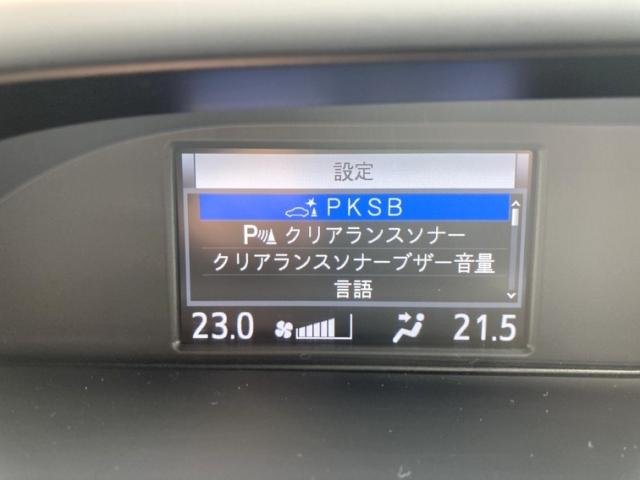 設定
PKSB
P クリアランスソナー
クリアランスソナーブザー音量
言語
23.0 21.5